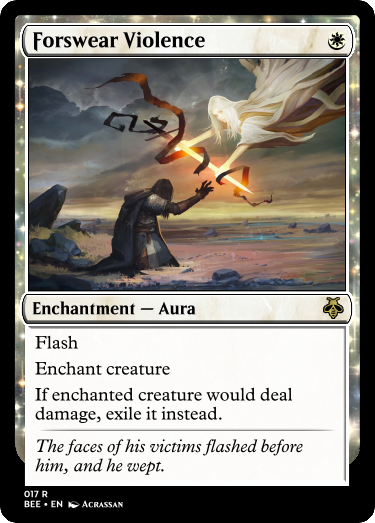 Forswear Violence
Enchantment — Aura
Flash
Enchant creature
If enchanted creature would deal
damage, exile it instead.
The faces of his victims flashed before
him, and he wept.
017 R
BEE • EN Acrassan